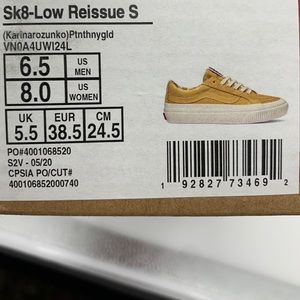 Sk8-Low Reissue S
(Karinarozunko)Ptnthnygld
VN0A4UWI24L
6.5 US MEN
8.0 US WOMEN
UK EUR CM
5.5 38.5 24.5
PO#4001068520
S2V - 05/20
CPSIA PO/CUT#
400106852000740
1 92827 73469 2